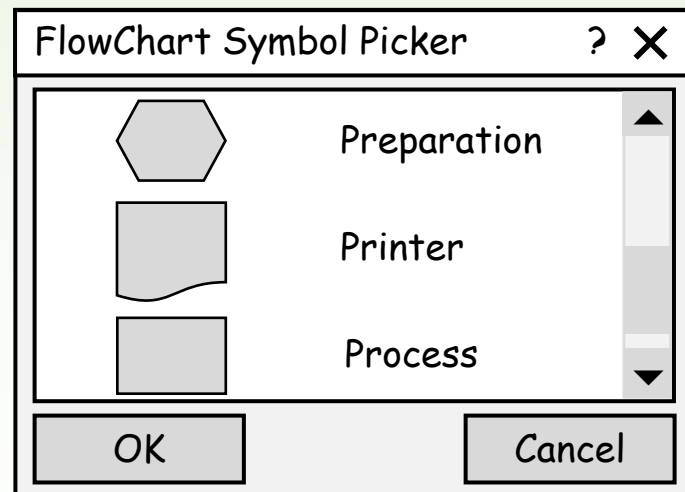 FlowChart Symbol Picker ?
Preparation
Printer
Process
OK Cancel